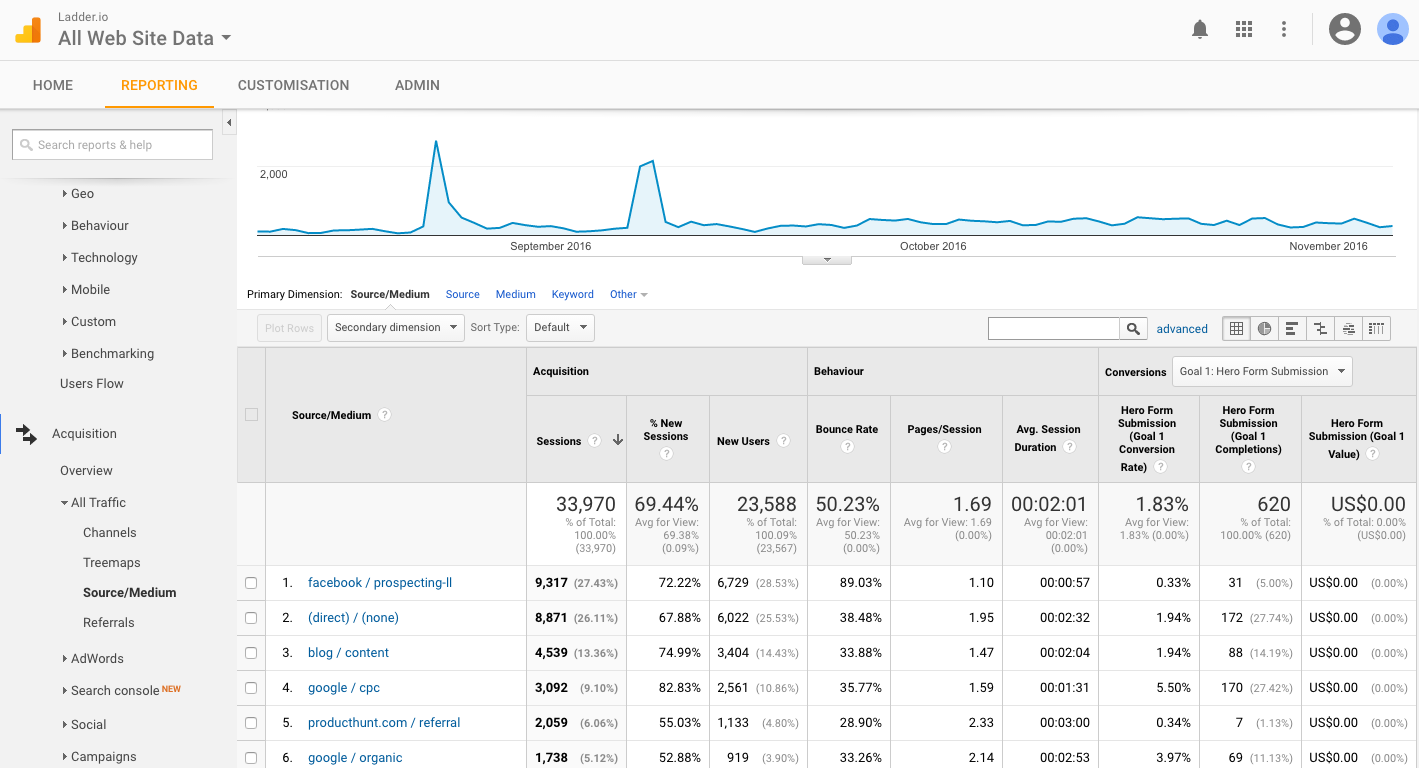 Ladder.io
All Web Site Data
HOME REPORTING CUSTOMISATION ADMIN
Search reports & help
Geo
Behaviour
Technology
Mobile
Custom
Benchmarking
Users Flow
Acquisition
Overview
All Traffic
Channels
Treemaps
Source/Medium
Referrals
AdWords
Search console NEW
Social
Campaigns
2,000
September 2016 October 2016 November 2016
Primary Dimension: Source/Medium Source Medium Keyword Other
Plot Rows Secondary dimension Sort Type: Default advanced
Source/Medium ?
Acquisition
Behaviour
Conversions Goal 1: Hero Form Submission
Sessions ?
% New
Sessions
?
New Users ?
Bounce Rate
?
Pages/Session
?
Avg. Session
Duration ?
Hero Form
Submission
(Goal 1
Conversion
Rate) ?
Hero Form
Submission
(Goal 1
Completions)
?
Hero Form
Submission (Goal 1
Value) ?
33,970
% of Total:
100.00%
(33,970)
69.44%
Avg for View:
69.38%
(0.09%)
23,588
% of Total:
100.09%
(23,567)
50.23%
Avg for View:
50.23%
(0.00%)
1.69
Avg for View: 1.69
(0.00%)
00:02:01
Avg for View:
00:02:01
(0.00%)
1.83%
Avg for View:
1.83% (0.00%)
620
% of Total:
100.00% (620)
US$0.00
% of Total: 0.00%
(US$0.00)
1. facebook / prospecting-ll 9,317 (27.43%) 72.22% 6,729 (28.53%) 89.03% 1.10 00:00:57 0.33% 31 (5.00%) US$0.00 (0.00%)
2. (direct) / (none) 8,871 (26.11%) 67.88% 6,022 (25.53%) 38.48% 1.95 00:02:32 1.94% 172 (27.74%) US$0.00 (0.00%)
3. blog / content 4,539 (13.36%) 74.99% 3,404 (14.43%) 33.88% 1.47 00:02:04 1.94% 88 (14.19%) US$0.00 (0.00%)
4. google / cpc 3,092 (9.10%) 82.83% 2,561 (10.86%) 35.77% 1.59 00:01:31 5.50% 170 (27.42%) US$0.00 (0.00%)
5. producthunt.com / referral 2,059 (6.06%) 55.03% 1,133 (4.80%) 28.90% 2.33 00:03:00 0.34% 7 (1.13%) US$0.00 (0.00%)
6. google / organic 1,738 (5.12%) 52.88% 919 (3.90%) 33.26% 2.14 00:02:53 3.97% 69 (11.13%) US$0.00 (0.00%)